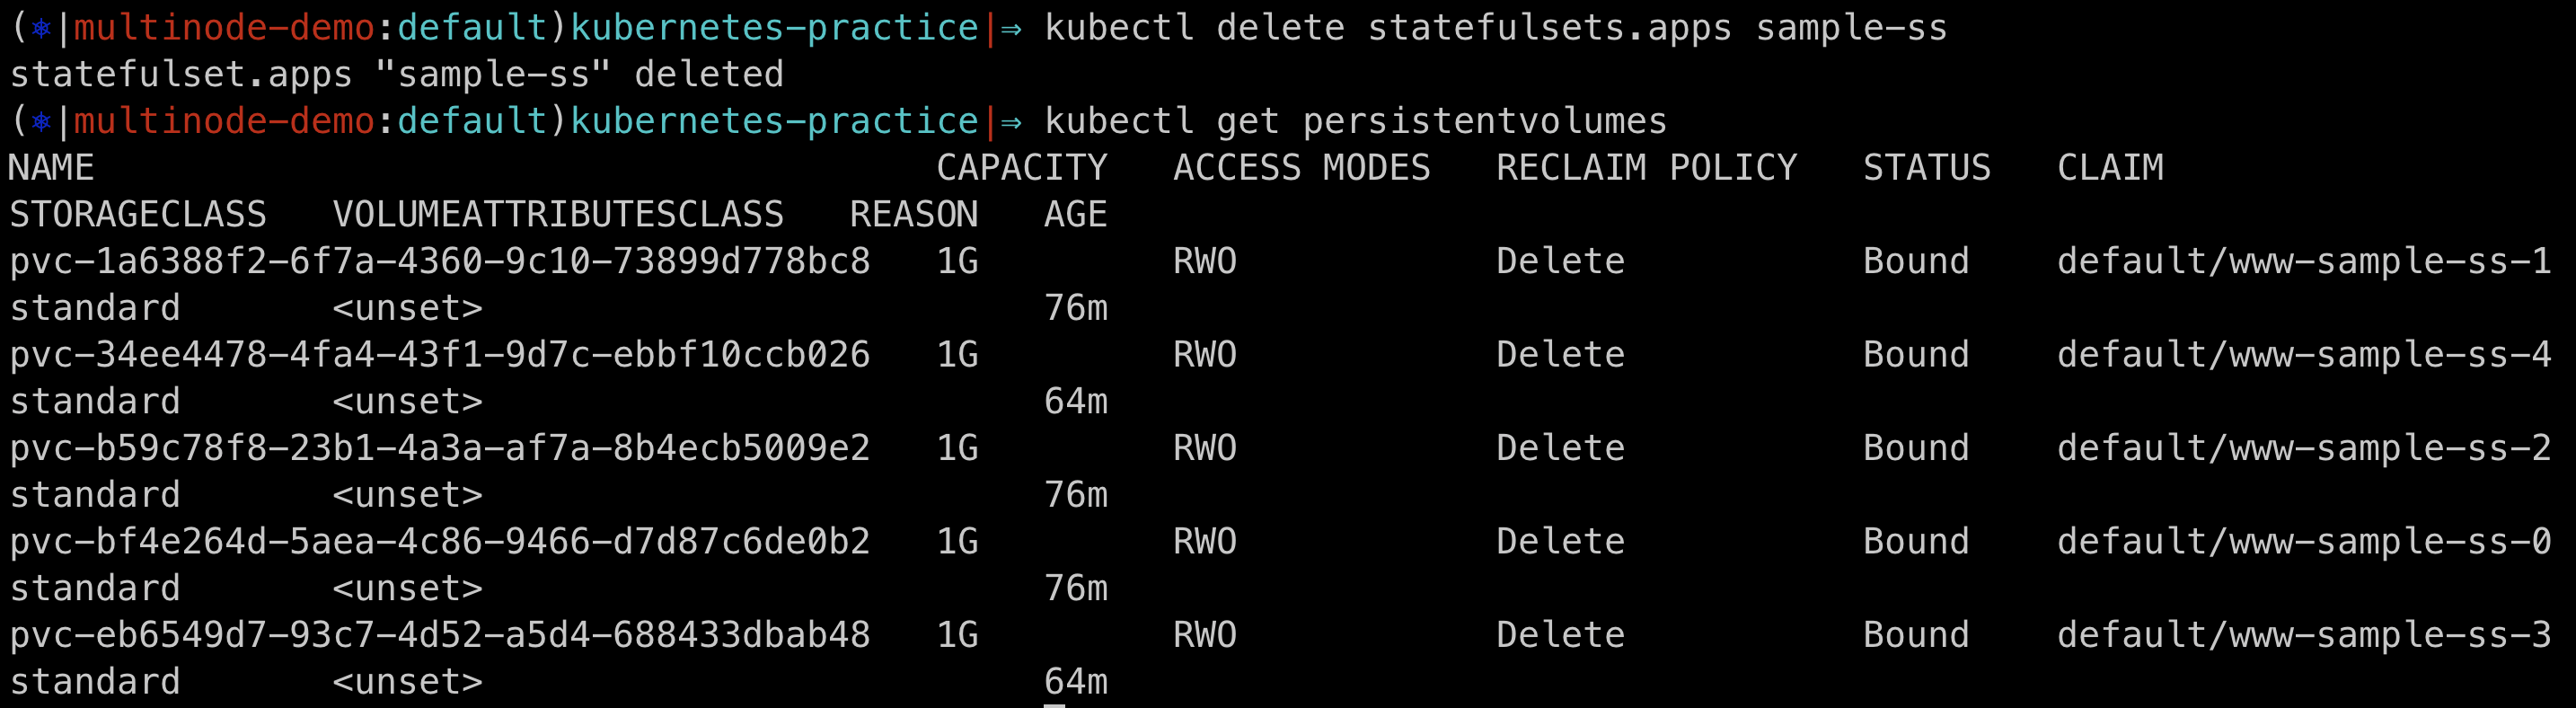 (⎈|multinode-demo:default)kubernetes-practice|⇒ kubectl delete statefulsets.apps sample-ss
statefulset.apps "sample-ss" deleted
(⎈|multinode-demo:default)kubernetes-practice|⇒ kubectl get persistentvolumes
NAME                                       CAPACITY   ACCESS MODES   RECLAIM POLICY   STATUS   CLAIM
STORAGECLASS   VOLUMEATTRIBUTESCLASS   REASON   AGE
pvc-1a6388f2-6f7a-4360-9c10-73899d778bc8   1G         RWO            Delete           Bound    default/www-sample-ss-1
standard       <unset>                          76m
pvc-34ee4478-4fa4-43f1-9d7c-ebbf10ccb026   1G         RWO            Delete           Bound    default/www-sample-ss-4
standard       <unset>                          64m
pvc-b59c78f8-23b1-4a3a-af7a-8b4ecb5009e2   1G         RWO            Delete           Bound    default/www-sample-ss-2
standard       <unset>                          76m
pvc-bf4e264d-5aea-4c86-9466-d7d87c6de0b2   1G         RWO            Delete           Bound    default/www-sample-ss-0
standard       <unset>                          76m
pvc-eb6549d7-93c7-4d52-a5d4-688433dbab48   1G         RWO            Delete           Bound    default/www-sample-ss-3
standard       <unset>                          64m